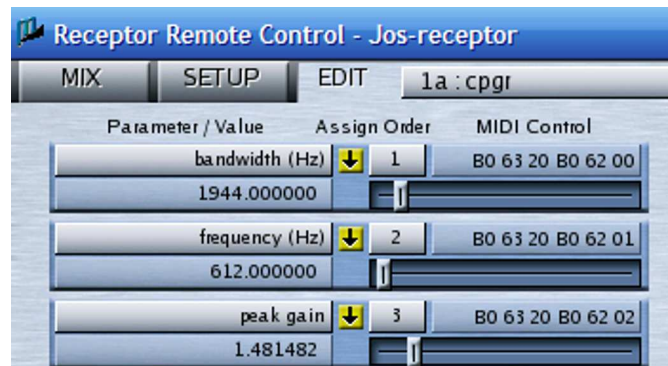 Receptor Remote Control - Jos-receptor
MIX SETUP EDIT 1a : cpgr
Parameter / Value Assign Order MIDI Control
bandwidth (Hz) 1 B0 63 20 B0 62 00
1944.000000
frequency (Hz) 2 B0 63 20 B0 62 01
612.000000
peak gain 3 B0 63 20 B0 62 02
1.481482